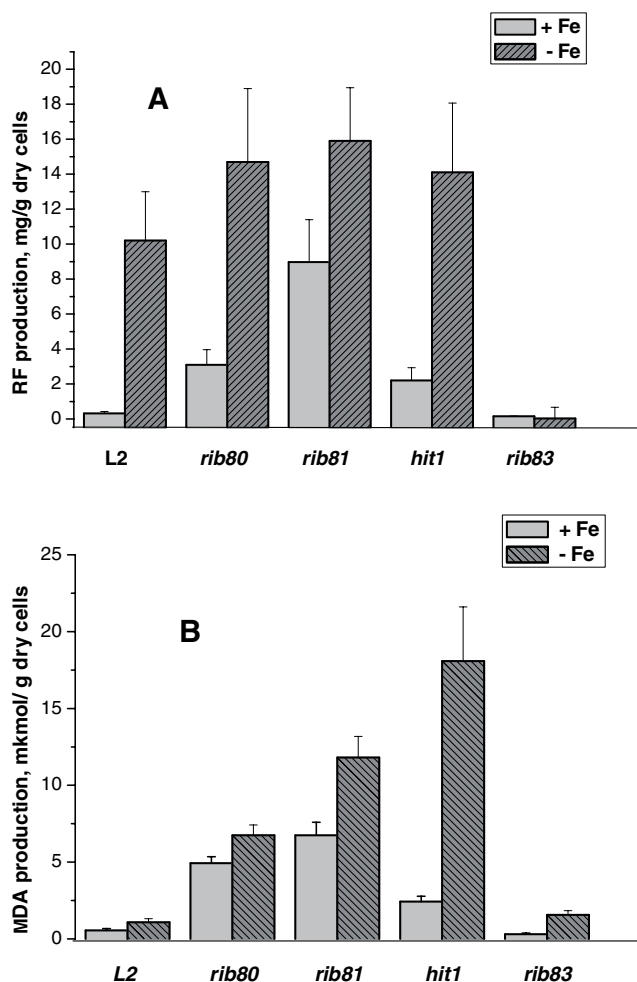 + Fe
- Fe
A
RF production, mg/g dry cells
20
18
16
14
12
10
8
6
4
2
0
L2 rib80 rib81 hit1 rib83
+ Fe
- Fe
B
MDA production, mkmol/ g dry cells
25
20
15
10
5
0
L2 rib80 rib81 hit1 rib83